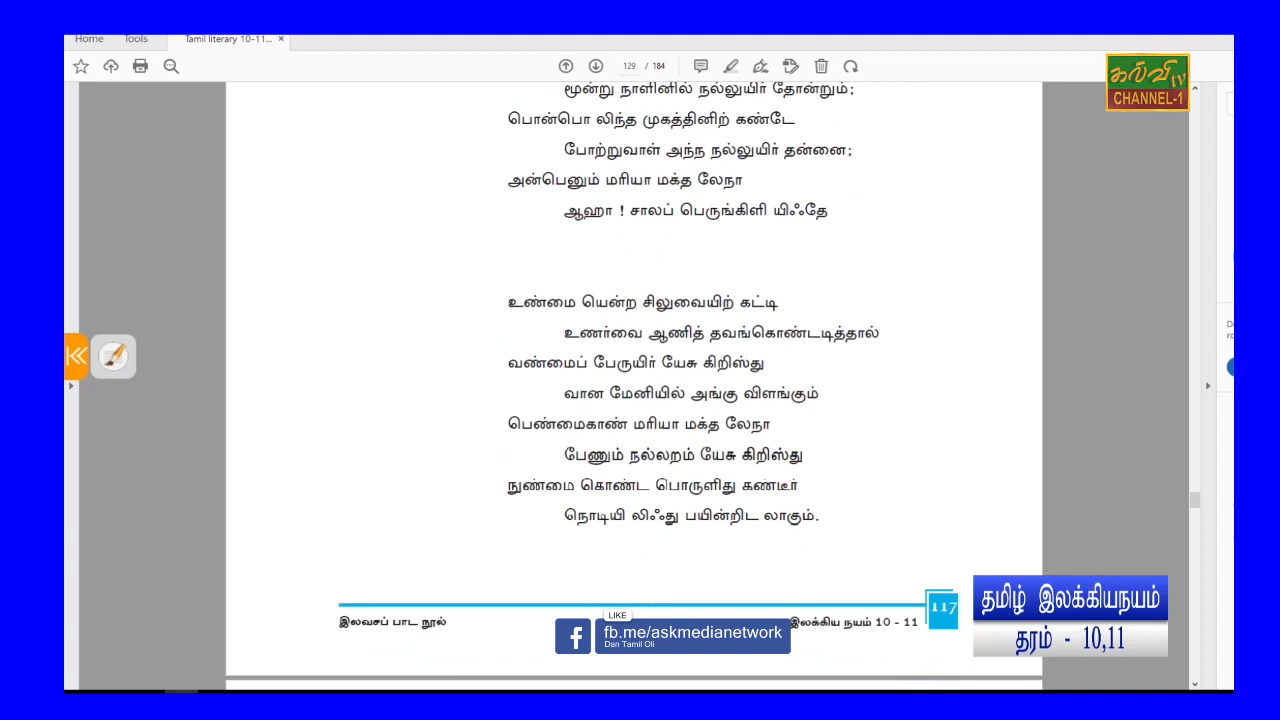 Home Tools Tamil literary 10-11... ×
129 / 184
கல்வி tv
CHANNEL-1
மூன்று நாளினில் நல்லுயிர் தோன்றும்;
பொன்பொ லிந்த முகத்தினிற் கண்டே
போற்றுவாள் அந்ந நல்லுயிர் தன்னை;
அன்பெனும் மரியா மக்த லேநா
ஆஹா ! சாலப் பெருங்கிளி யிஃதே
உண்மை யென்ற சிலுவையிற் கட்டி
உணர்வை ஆணித் தவங்கொண்டடித்தால்
வண்மைப் பேருயிர் யேசு கிறிஸ்து
வான மேனியில் அங்கு விளங்கும்
பெண்மைகாண் மரியா மக்த லேநா
பேணும் நல்லறம் யேசு கிறிஸ்து
நுண்மை கொண்ட பொருளிது கண்டீர்
நொடியி லிஃது பயின்றிட லாகும்.
117
இலவசப் பாட நூல்
இலக்கிய நயம் 10 - 11
LIKE
fb.me/askmedianetwork
Dan Tamil Oli
தமிழ் இலக்கியநயம்
தரம் - 10,11